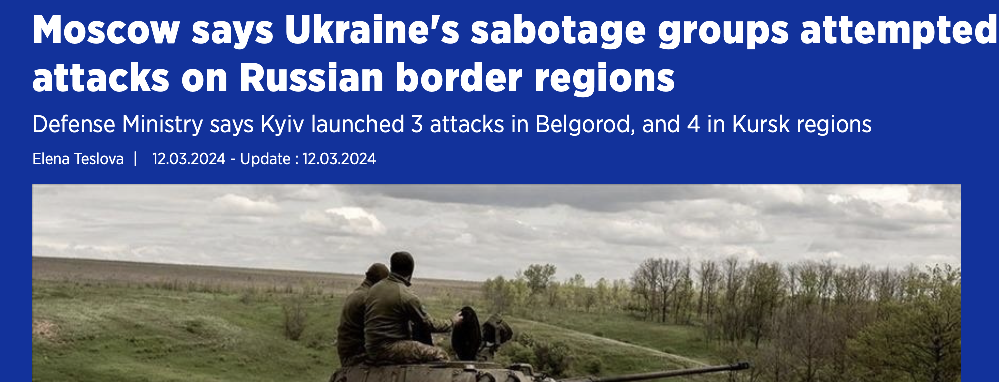 Moscow says Ukraine's sabotage groups attempted
attacks on Russian border regions
Defense Ministry says Kyiv launched 3 attacks in Belgorod, and 4 in Kursk regions
Elena Teslova | 12.03.2024 - Update : 12.03.2024